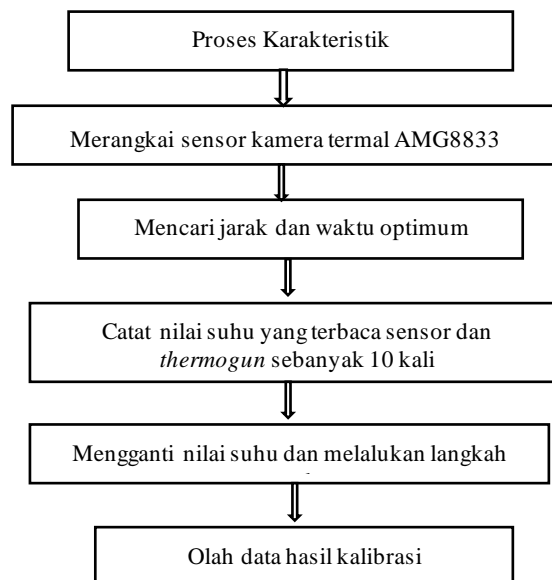 Proses Karakteristik
Merangkai sensor kamera termal AMG8833
Mencari jarak dan waktu optimum
Catat nilai suhu yang terbaca sensor dan
thermogun sebanyak 10 kali
Mengganti nilai suhu dan melalukan langkah
Olah data hasil kalibrasi